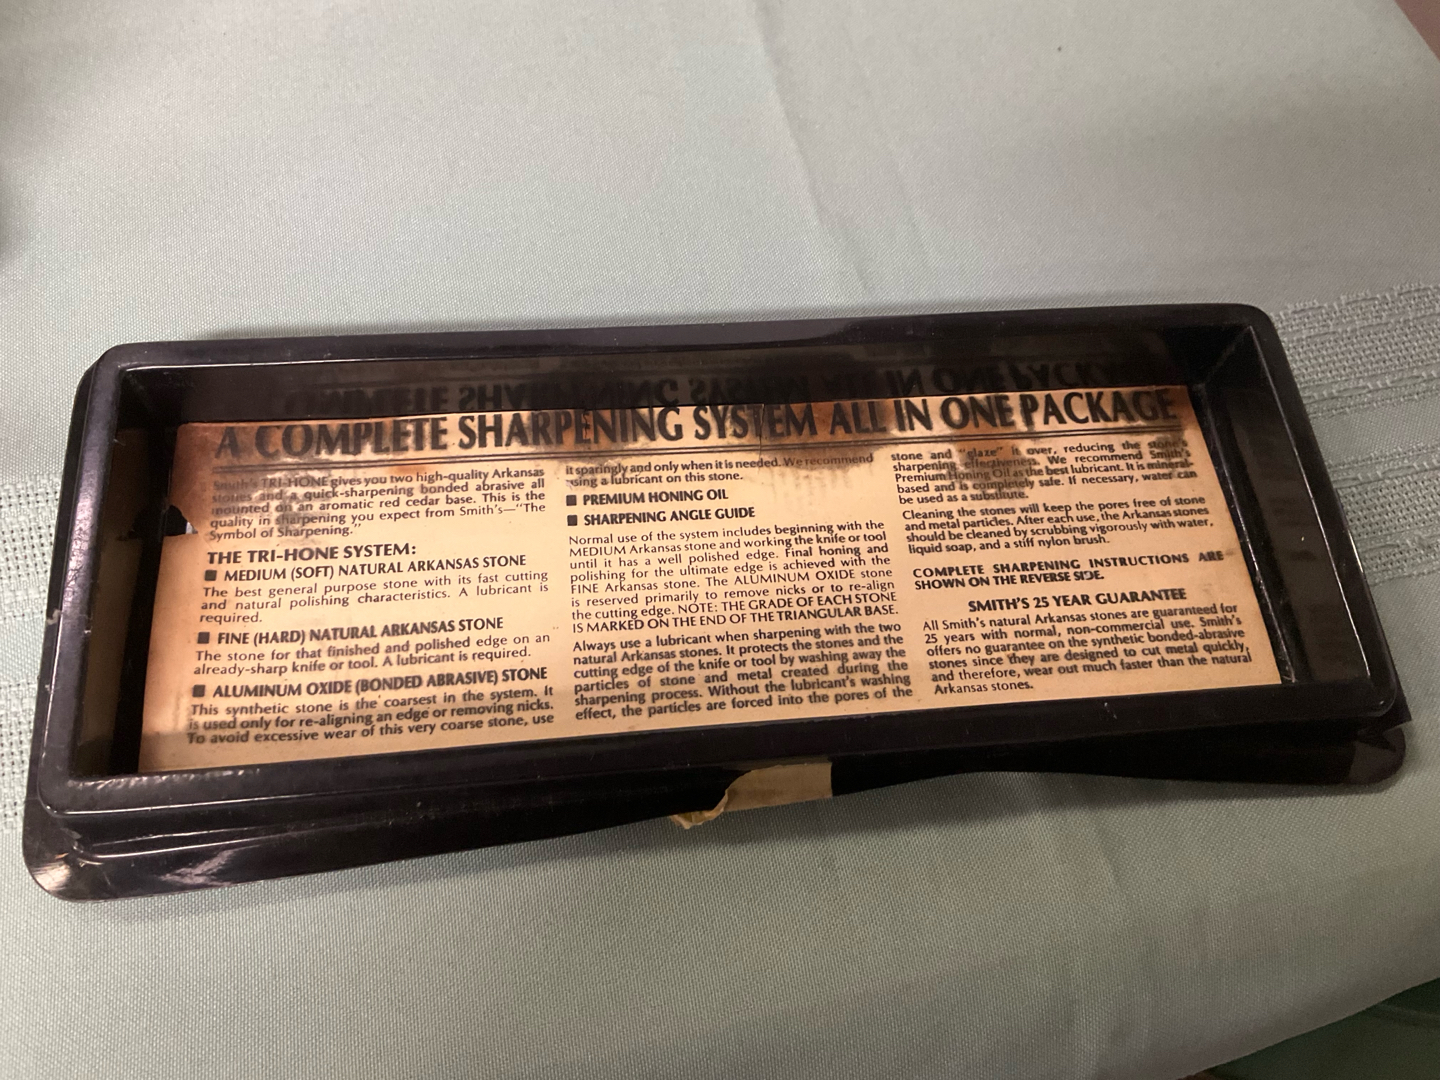 A COMPLETE SHARPENING SYSTEM ALL IN ONE PACKAGE
Smith's TRI-HONE gives you two high-quality Arkansas
stones and a quick-sharpening bonded abrasive all
mounted on an aromatic red cedar base. This is the
quality in sharpening you expect from Smith's—"The
Symbol of Sharpening."
THE TRI-HONE SYSTEM:
■ MEDIUM (SOFT) NATURAL ARKANSAS STONE
The best general purpose stone with its fast cutting
and natural polishing characteristics. A lubricant is
required.
■ FINE (HARD) NATURAL ARKANSAS STONE
The stone for that finished and polished edge on an
already-sharp knife or tool. A lubricant is required.
■ ALUMINUM OXIDE (BONDED ABRASIVE) STONE
This synthetic stone is the coarsest in the system. It
is used only for re-aligning an edge or removing nicks.
To avoid excessive wear of this very coarse stone, use
it sparingly and only when it is needed. We recommend
using a lubricant on this stone.
■ PREMIUM HONING OIL
■ SHARPENING ANGLE GUIDE
Normal use of the system includes beginning with the
MEDIUM Arkansas stone and working the knife or tool
until it has a well polished edge. Final honing and
polishing for the ultimate edge is achieved with the
FINE Arkansas stone. The ALUMINUM OXIDE stone
is reserved primarily to remove nicks or to re-align
the cutting edge. NOTE: THE GRADE OF EACH STONE
IS MARKED ON THE END OF THE TRIANGULAR BASE.
Always use a lubricant when sharpening with the two
natural Arkansas stones. It protects the stones and the
cutting edge of the knife or tool by washing away the
particles of stone and metal created during the
sharpening process. Without the lubricant's washing
effect, the particles are forced into the pores of the
stone and "glaze" it over, reducing the stone's
sharpening effectiveness. We recommend Smith's
Premium Honing Oil as the best lubricant. It is mineral-
based and is completely safe. If necessary, water can
be used as a substitute.
Cleaning the stones will keep the pores free of stone
and metal particles. After each use, the Arkansas stones
should be cleaned by scrubbing vigorously with water,
liquid soap, and a stiff nylon brush.
COMPLETE SHARPENING INSTRUCTIONS ARE
SHOWN ON THE REVERSE SIDE.
SMITH'S 25 YEAR GUARANTEE
All Smith's natural Arkansas stones are guaranteed for
25 years with normal, non-commercial use. Smith's
offers no guarantee on the synthetic bonded-abrasive
stones since they are designed to cut metal quickly,
and therefore, wear out much faster than the natural
Arkansas stones.